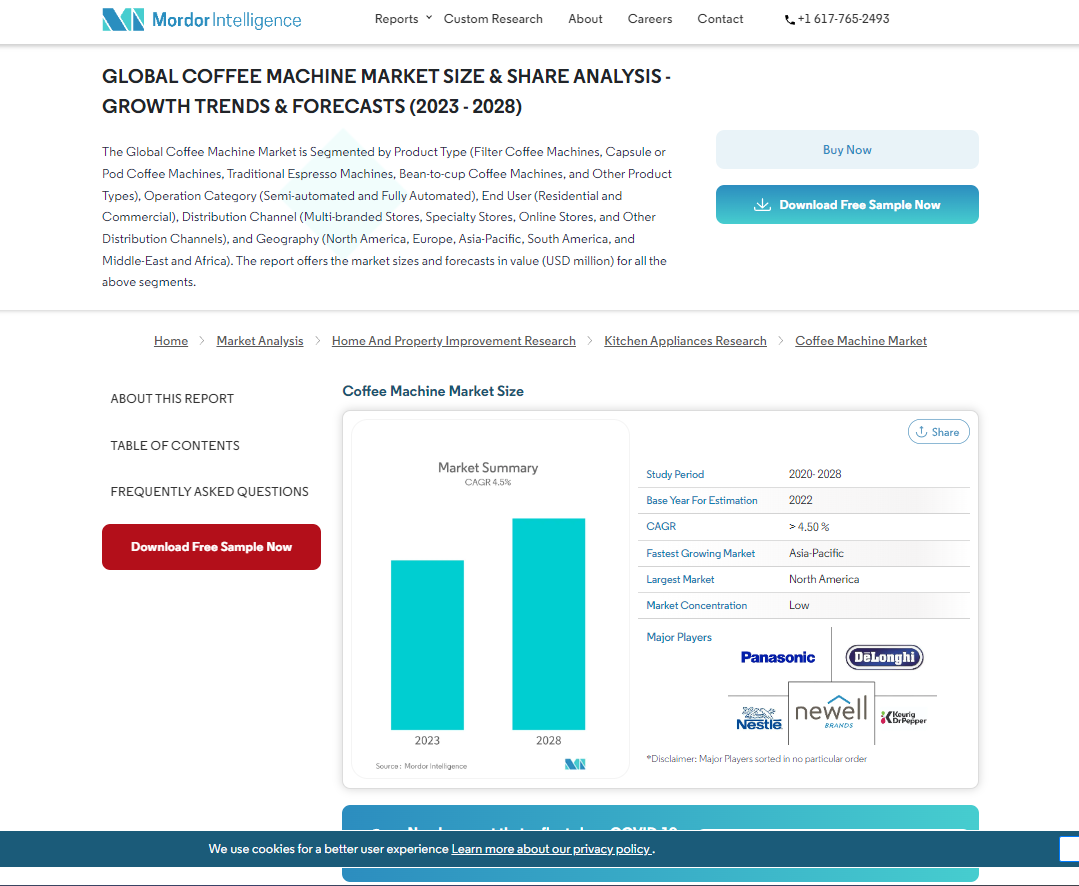 Mordor Intelligence
Reports Custom Research About Careers Contact +1 617-765-2493
GLOBAL COFFEE MACHINE MARKET SIZE & SHARE ANALYSIS -
GROWTH TRENDS & FORECASTS (2023 - 2028)
The Global Coffee Machine Market is Segmented by Product Type (Filter Coffee Machines, Capsule or
Pod Coffee Machines, Traditional Espresso Machines, Bean-to-cup Coffee Machines, and Other Product
Types), Operation Category (Semi-automated and Fully Automated), End User (Residential and
Commercial), Distribution Channel (Multi-branded Stores, Specialty Stores, Online Stores, and Other
Distribution Channels), and Geography (North America, Europe, Asia-Pacific, South America, and
Middle-East and Africa). The report offers the market sizes and forecasts in value (USD million) for all the
above segments.
Buy Now
Download Free Sample Now
Home > Market Analysis > Home And Property Improvement Research > Kitchen Appliances Research > Coffee Machine Market
ABOUT THIS REPORT
TABLE OF CONTENTS
FREQUENTLY ASKED QUESTIONS
Download Free Sample Now
Coffee Machine Market Size
Share
Market Summary
CAGR 4.5%
2023 2028
Source : Mordor Intelligence
Study Period 2020- 2028
Base Year For Estimation 2022
CAGR > 4.50 %
Fastest Growing Market Asia-Pacific
Largest Market North America
Market Concentration Low
Major Players
Panasonic
DeLonghi
Nestle
newell
BRANDS
Keurig
DrPepper
*Disclaimer: Major Players sorted in no particular order
We use cookies for a better user experience Learn more about our privacy policy .